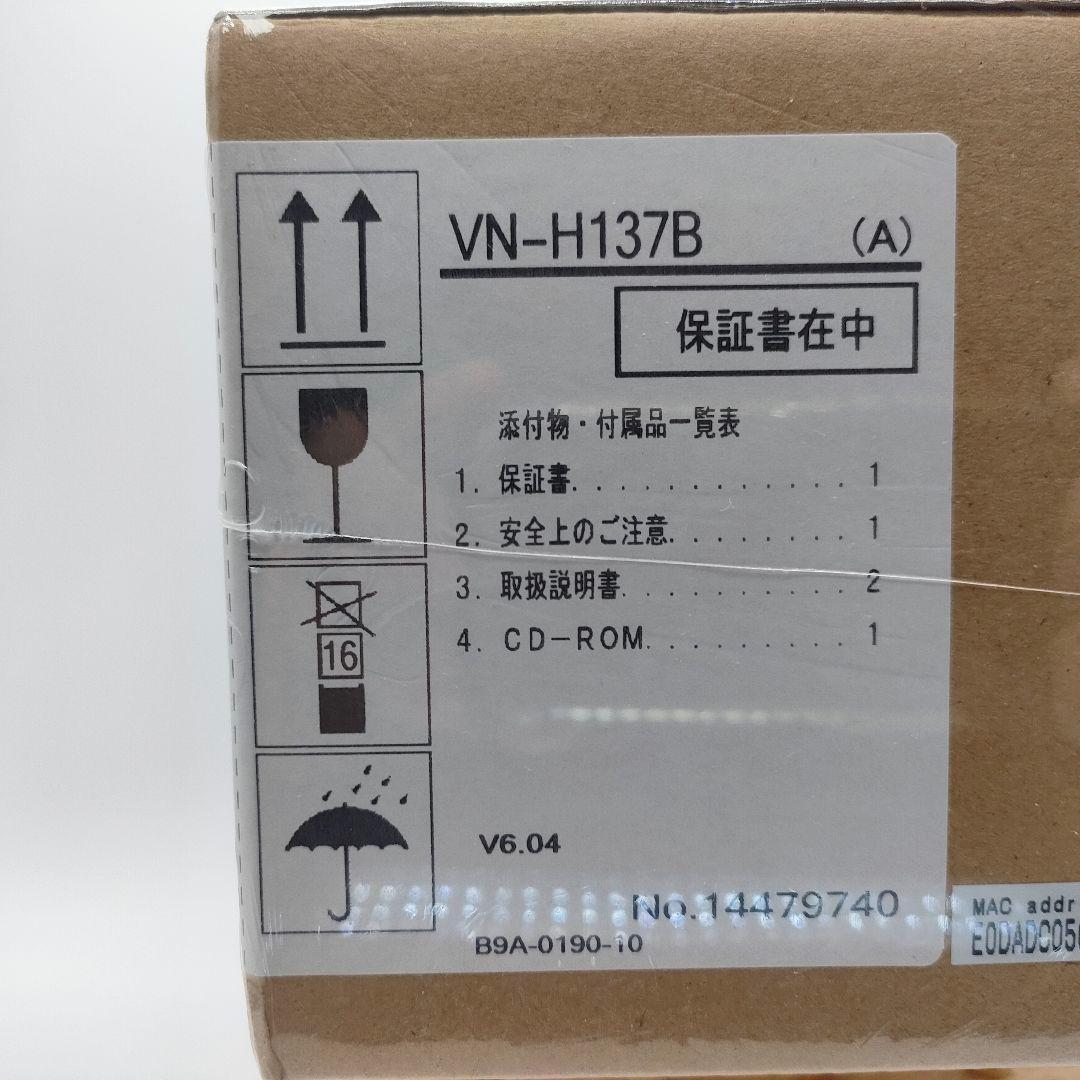 VN-H137B (A)
保証書在中
添付物・付属品一覧表
1. 保証書............. 1
2. 安全上のご注意......... 1
3. 取扱説明書........... 2
4. CD-ROM.......... 1
16
V6.04
No.14479740
B9A-0190-10
MAC addr
E0DADC05